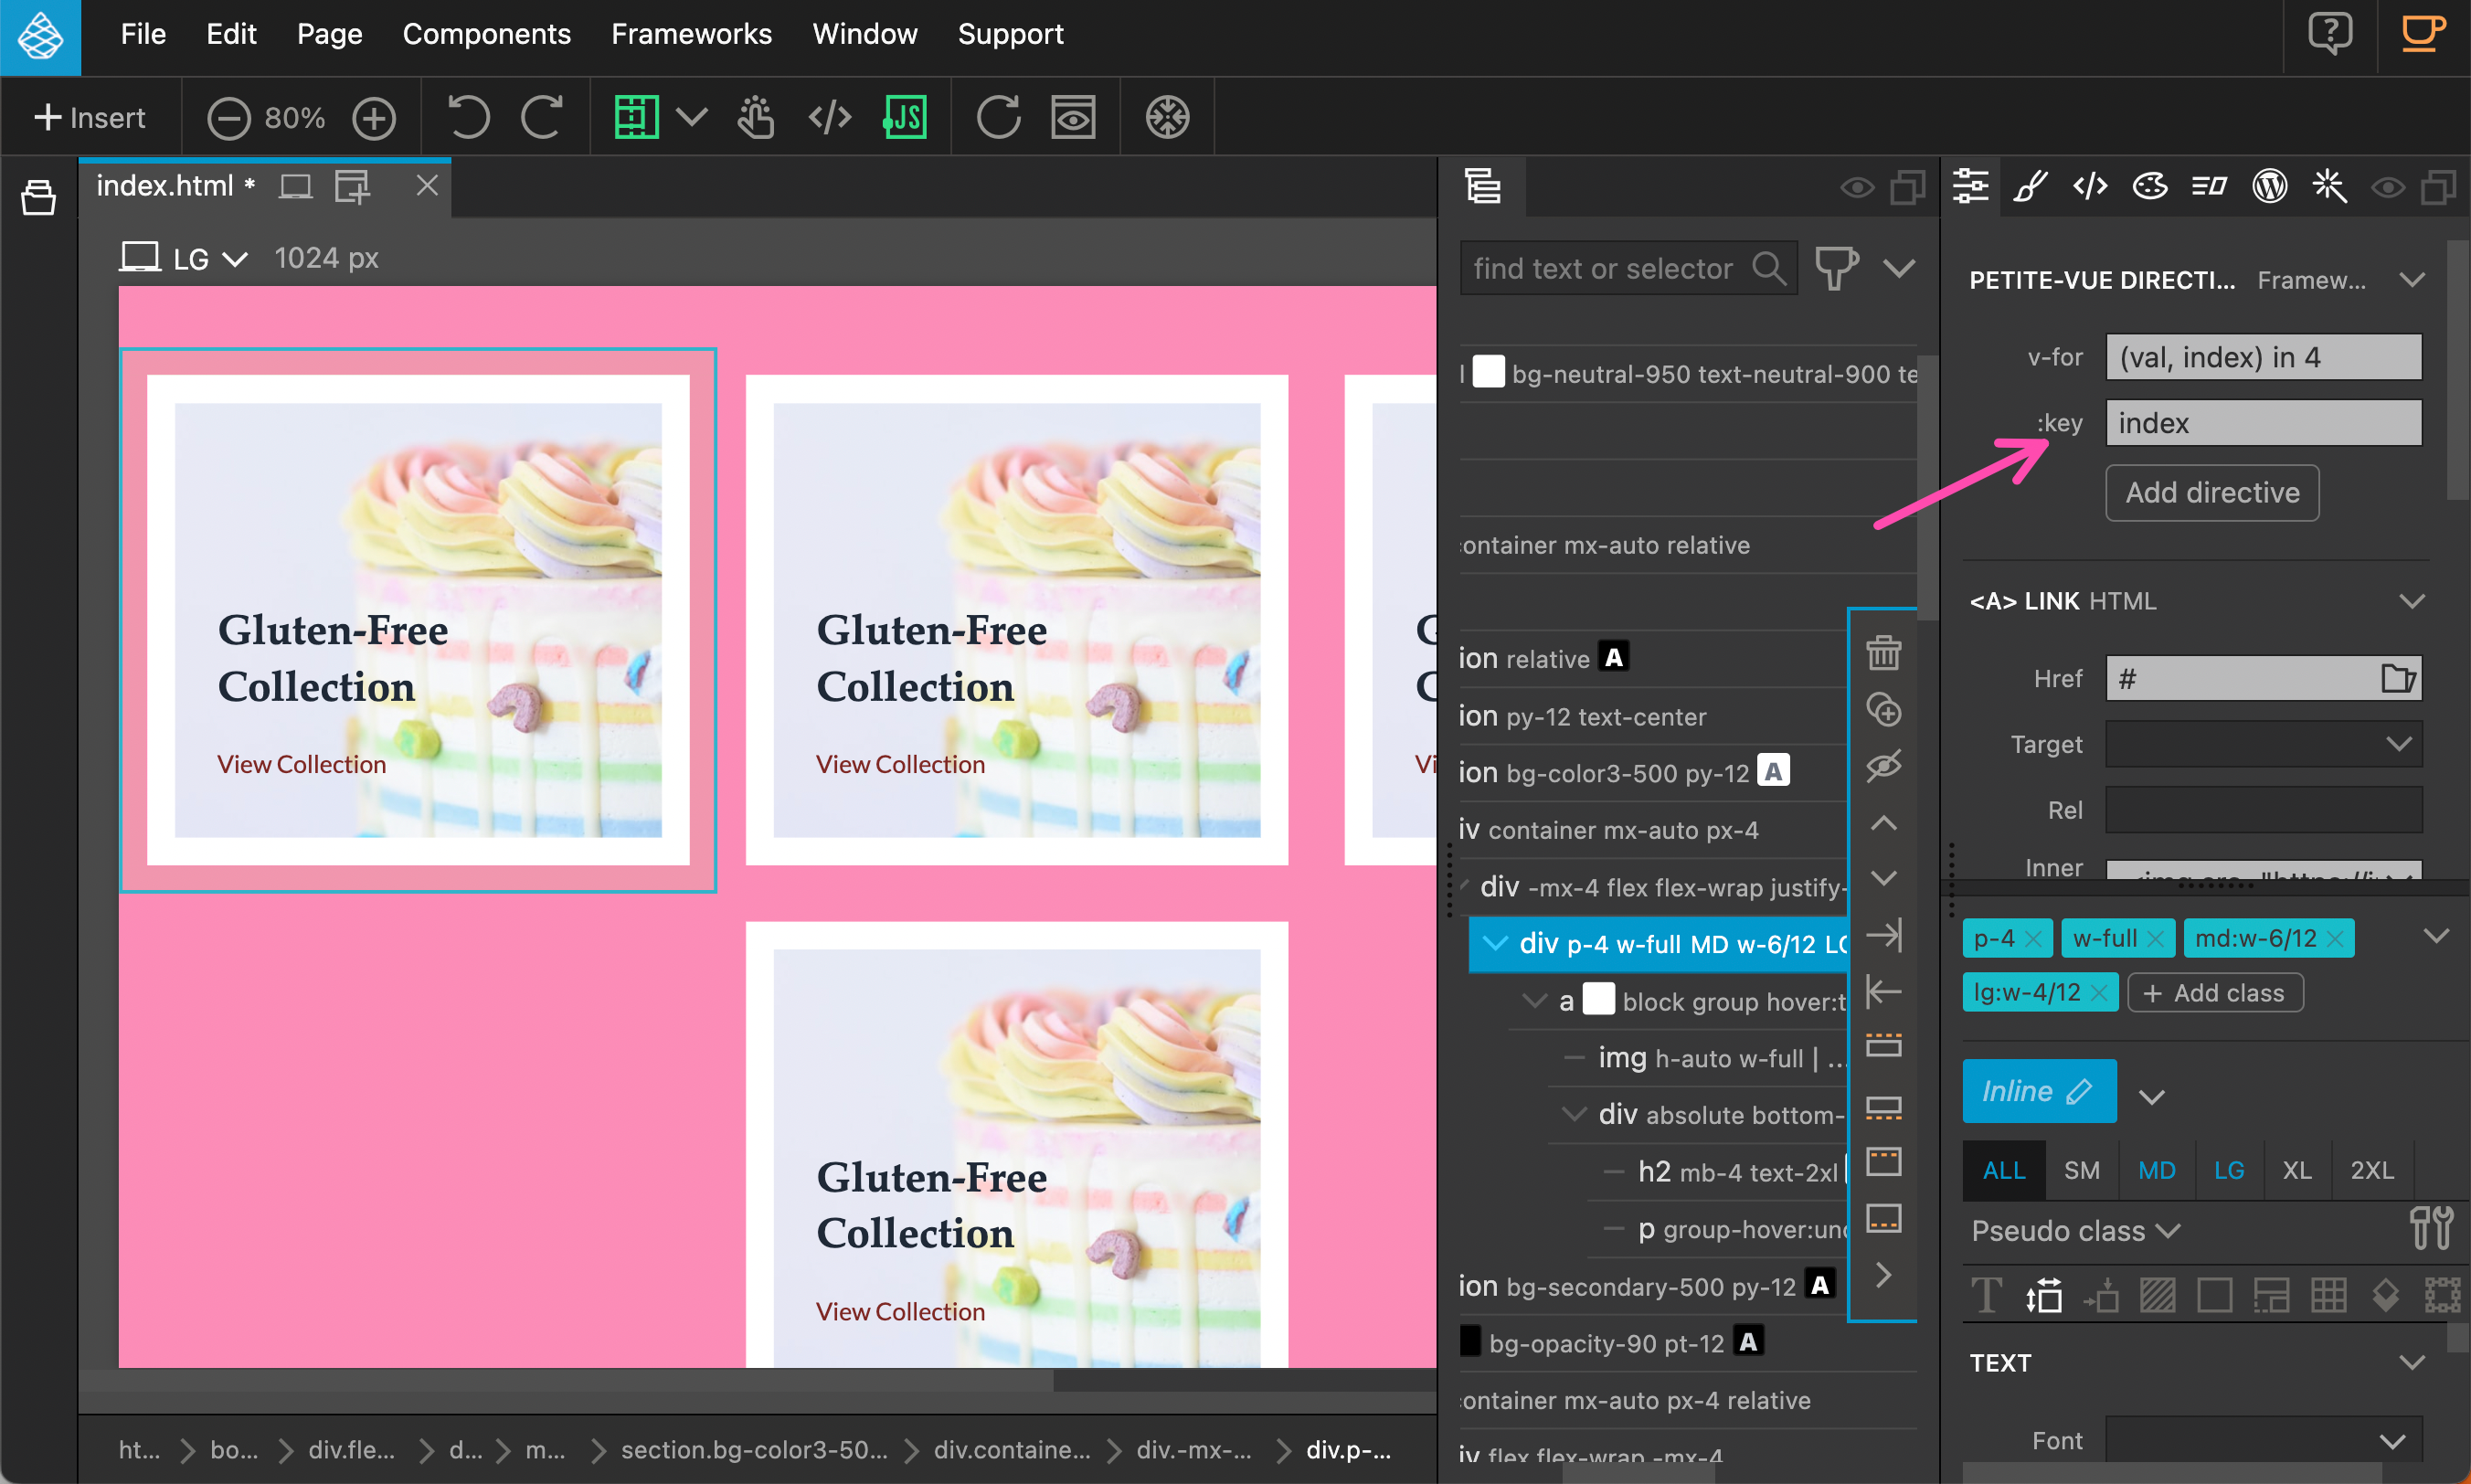 File Edit Page Components Frameworks Window Support
Insert 80% JS
index.html *
LG 1024 px
Gluten-Free
Collection
View Collection
Gluten-Free
Collection
View Collection
Vi
Gluten-Free
Collection
View Collection
ht... bo... div.fle... d... m... section.bg-color3-50... div.containe... div.-mx-... div.p-...
find text or selector
bg-neutral-950 text-neutral-900 te
container mx-auto relative
ion relative A
ion py-12 text-center
ion bg-color3-500 py-12 A
iv container mx-auto px-4
div -mx-4 flex flex-wrap justify-
div p-4 w-full MD w-6/12 LG
a block group hover:t
img h-auto w-full | ...
div absolute bottom-
h2 mb-4 text-2xl
p group-hover:und
ion bg-secondary-500 py-12 A
bg-opacity-90 pt-12 A
container mx-auto px-4 relative
iv flex flex-wrap -mx-4
PETITE-VUE DIRECTI... Framew...
v-for (val, index) in 4
:key index
Add directive
<A> LINK HTML
Href #
Target
Rel
Inner
p-4 w-full md:w-6/12
lg:w-4/12 + Add class
Inline
ALL SM MD LG XL 2XL
Pseudo class
TEXT
Font